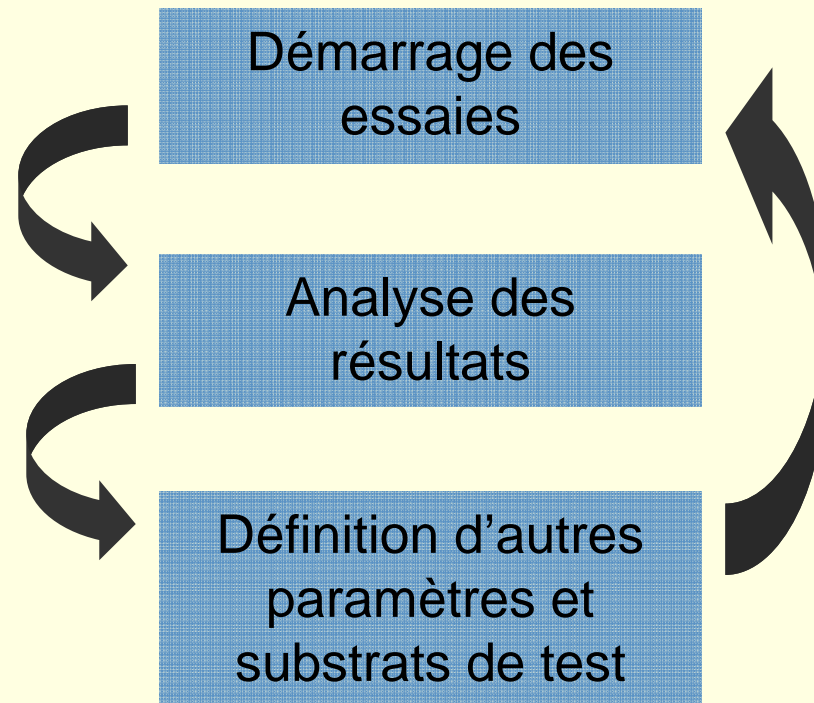 Démarrage des
essaies
Analyse des
résultats
Définition d’autres
paramètres et
substrats de test